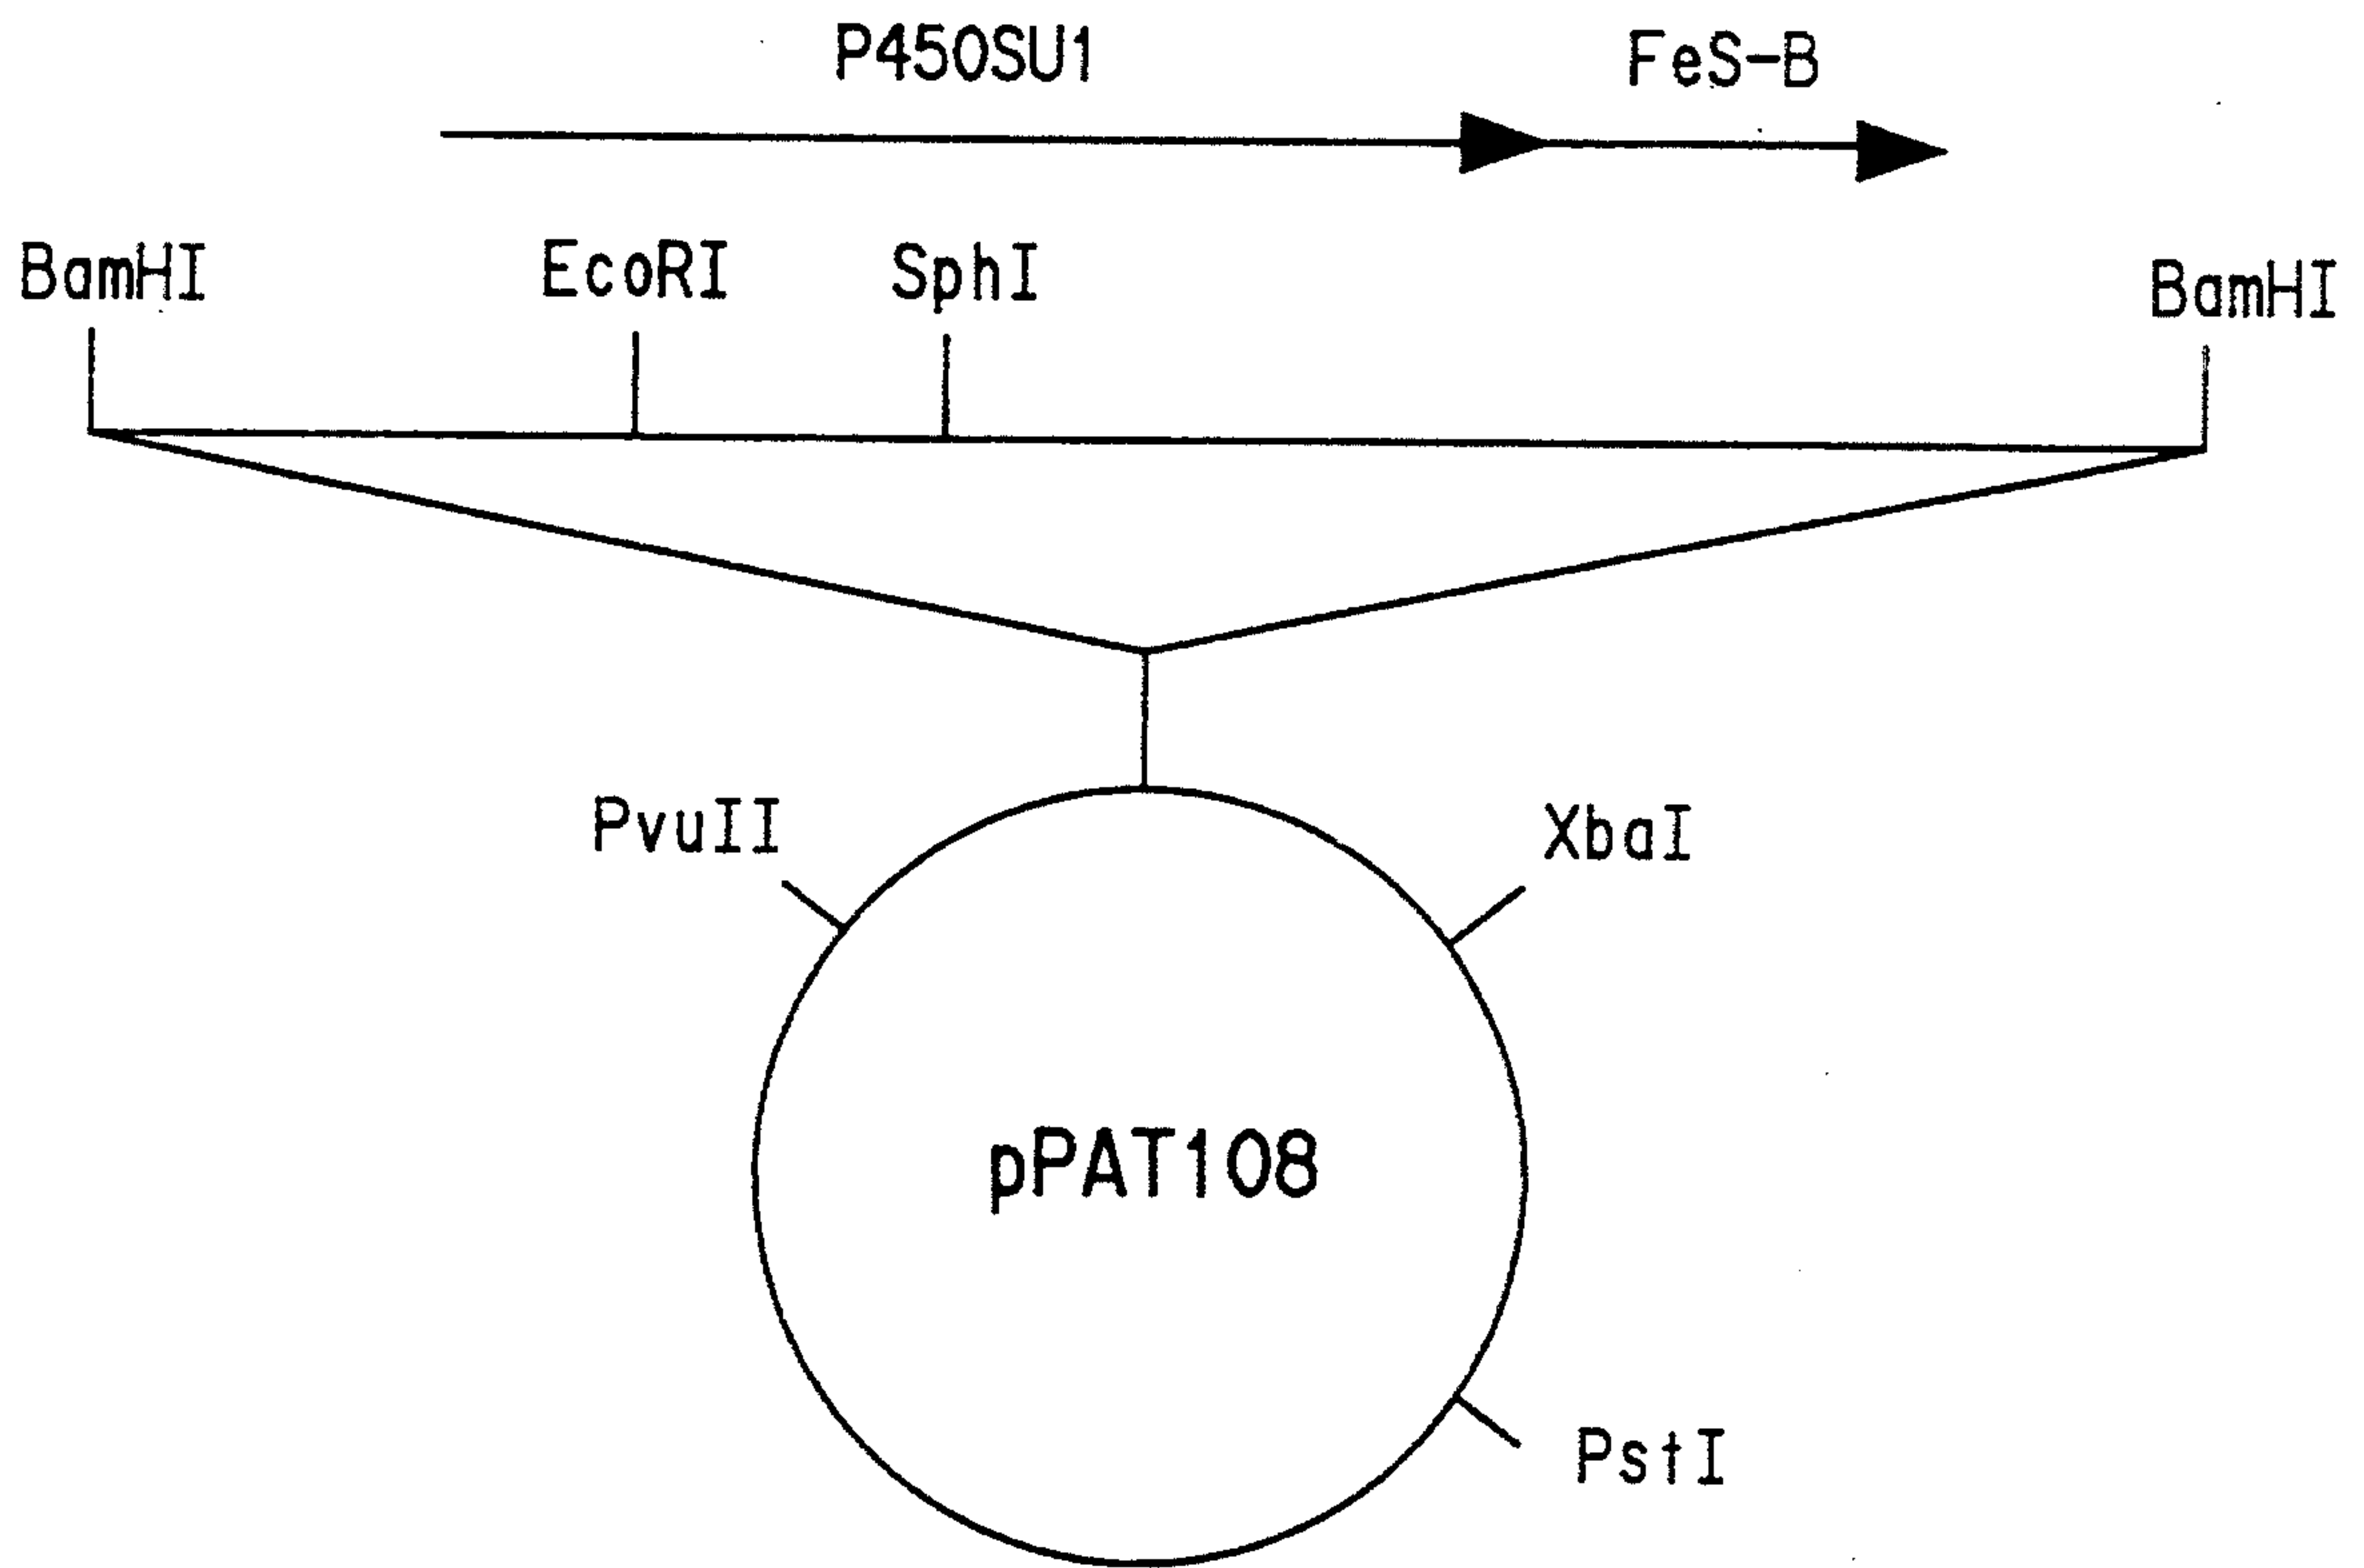 P450SU1 FeS-B
BamHI EcoRI SphI BamHI
PvuII XbaI
pPAT108
PstI